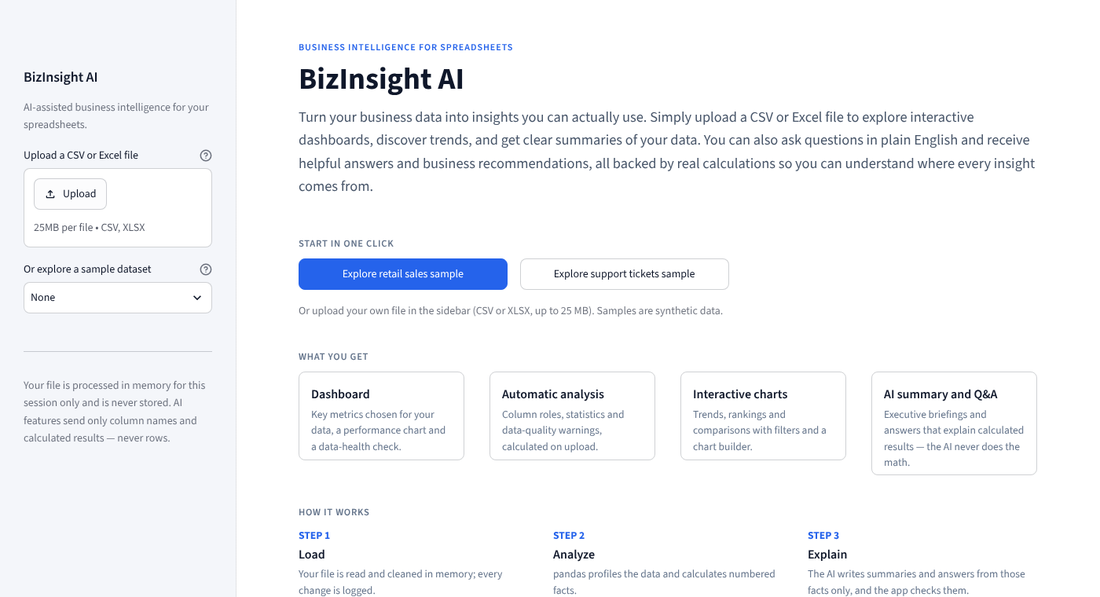 BizInsight AI
AI-assisted business intelligence for your
spreadsheets.
Upload a CSV or Excel file
Upload
25MB per file • CSV, XLSX
Or explore a sample dataset
None
Your file is processed in memory for this
session only and is never stored. AI
features send only column names and
calculated results — never rows.
BUSINESS INTELLIGENCE FOR SPREADSHEETS
BizInsight AI
Turn your business data into insights you can actually use. Simply upload a CSV or Excel file to explore interactive
dashboards, discover trends, and get clear summaries of your data. You can also ask questions in plain English and receive
helpful answers and business recommendations, all backed by real calculations so you can understand where every insight
comes from.
START IN ONE CLICK
Explore retail sales sample
Explore support tickets sample
Or upload your own file in the sidebar (CSV or XLSX, up to 25 MB). Samples are synthetic data.
WHAT YOU GET
Dashboard
Key metrics chosen for your
data, a performance chart and
a data-health check.
Automatic analysis
Column roles, statistics and
data-quality warnings,
calculated on upload.
Interactive charts
Trends, rankings and
comparisons with filters and a
chart builder.
AI summary and Q&A
Executive briefings and
answers that explain calculated
results — the AI never does the
math.
HOW IT WORKS
STEP 1
Load
Your file is read and cleaned in memory; every
change is logged.
STEP 2
Analyze
pandas profiles the data and calculates numbered
facts.
STEP 3
Explain
The AI writes summaries and answers from those
facts only, and the app checks them.